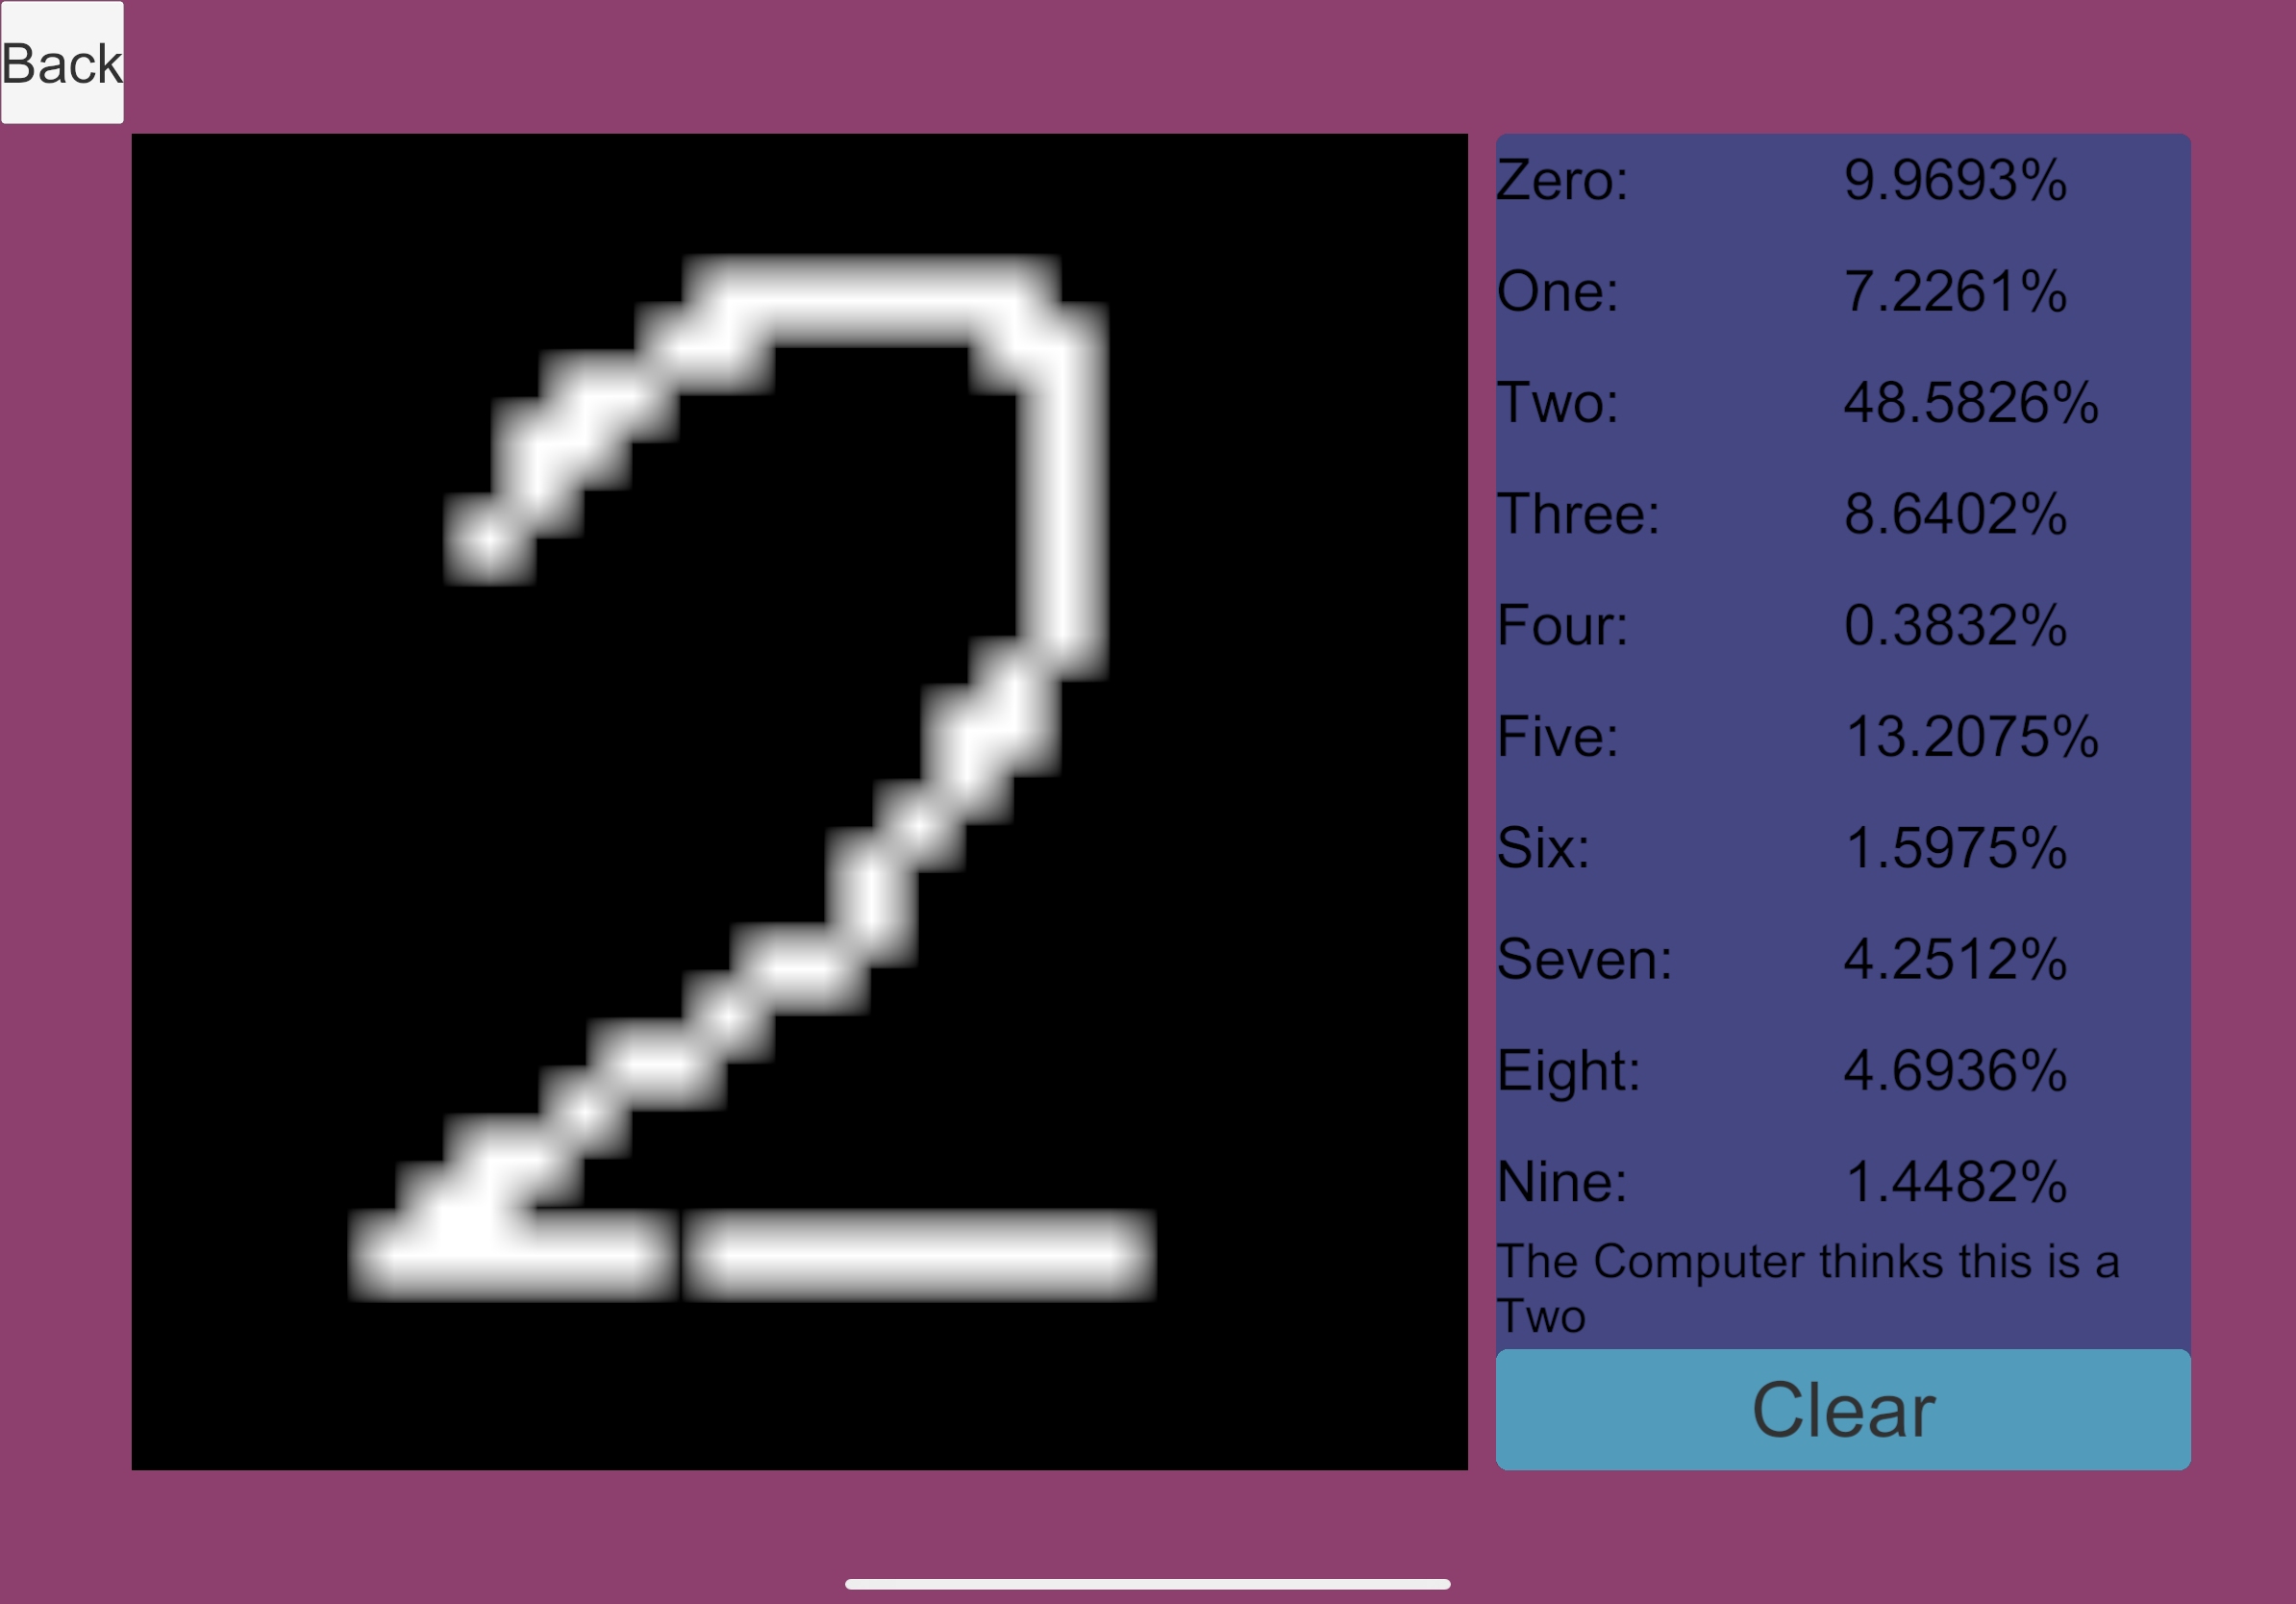 Back
2
Zero: 9.9693%
One: 7.2261%
Two: 48.5826%
Three: 8.6402%
Four: 0.3832%
Five: 13.2075%
Six: 1.5975%
Seven: 4.2512%
Eight: 4.6936%
Nine: 1.4482%
The Computer thinks this is a
Two
Clear